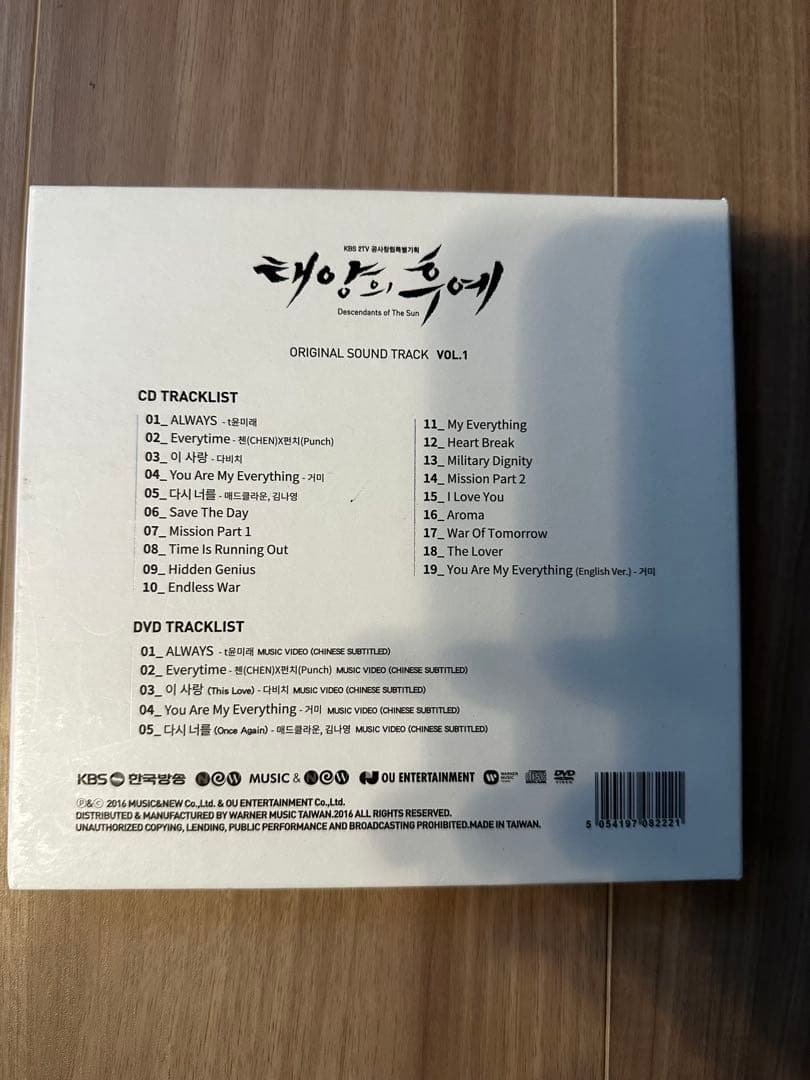 KBS 2TV 공사창립특별기획
태양의 후예
Descendants of The Sun
ORIGINAL SOUND TRACK VOL.1
CD TRACKLIST
01_ ALWAYS - t윤미래
02_ Everytime - 첸(CHEN)X펀치(Punch)
03_ 이 사랑 - 다비치
04_ You Are My Everything - 거미
05_ 다시 너를 - 매드클라운, 김나영
06_ Save The Day
07_ Mission Part 1
08_ Time Is Running Out
09_ Hidden Genius
10_ Endless War
11_ My Everything
12_ Heart Break
13_ Military Dignity
14_ Mission Part 2
15_ I Love You
16_ Aroma
17_ War Of Tomorrow
18_ The Lover
19_ You Are My Everything (English Ver.) - 거미
DVD TRACKLIST
01_ ALWAYS - t윤미래 MUSIC VIDEO (CHINESE SUBTITLED)
02_ Everytime - 첸(CHEN)X펀치(Punch) MUSIC VIDEO (CHINESE SUBTITLED)
03_ 이 사랑 (This Love) - 다비치 MUSIC VIDEO (CHINESE SUBTITLED)
04_ You Are My Everything - 거미 MUSIC VIDEO (CHINESE SUBTITLED)
05_ 다시 너를 (Once Again) - 매드클라운, 김나영 MUSIC VIDEO (CHINESE SUBTITLED)
KBS 한국방송 NEW MUSIC & NEW OU ENTERTAINMENT WARNER MUSIC DVD VIDEO
Ⓟ&Ⓒ 2016 MUSIC&NEW Co.,Ltd. & OU ENTERTAINMENT Co.,Ltd.
DISTRIBUTED & MANUFACTURED BY WARNER MUSIC TAIWAN.2016 ALL RIGHTS RESERVED.
UNAUTHORIZED COPYING, LENDING, PUBLIC PERFORMANCE AND BROADCASTING PROHIBITED.MADE IN TAIWAN.
5 054197 082221